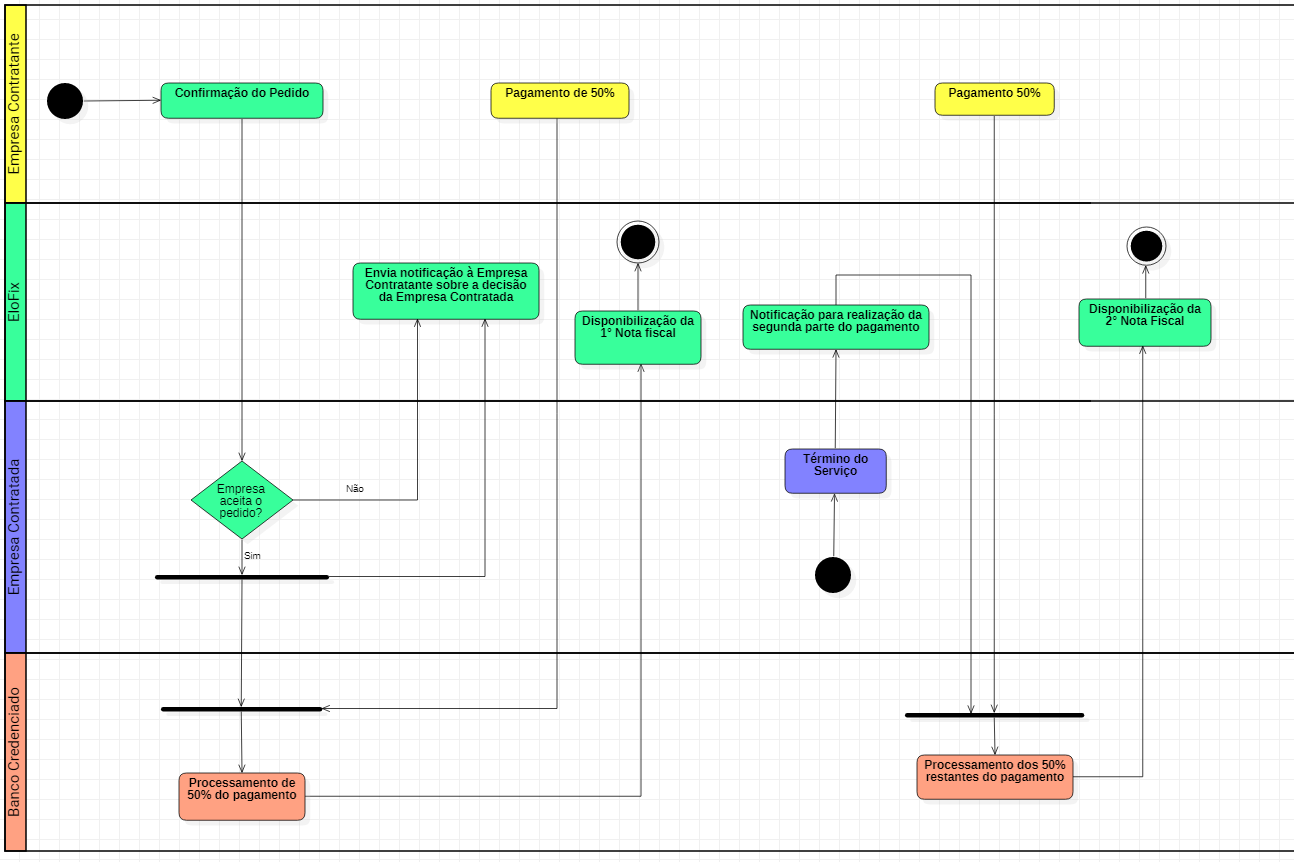 Empresa Contratante
Confirmação do Pedido
Pagamento de 50%
Pagamento 50%
EloFix
Envia notificação à Empresa
Contratante sobre a decisão
da Empresa Contratada
Disponibilização da
1° Nota fiscal
Notificação para realização da
segunda parte do pagamento
Disponibilização da
2° Nota Fiscal
Empresa Contratada
Empresa
aceita o
pedido?
Não
Sim
Término do
Serviço
Banco Credenciado
Processamento de
50% do pagamento
Processamento dos 50%
restantes do pagamento